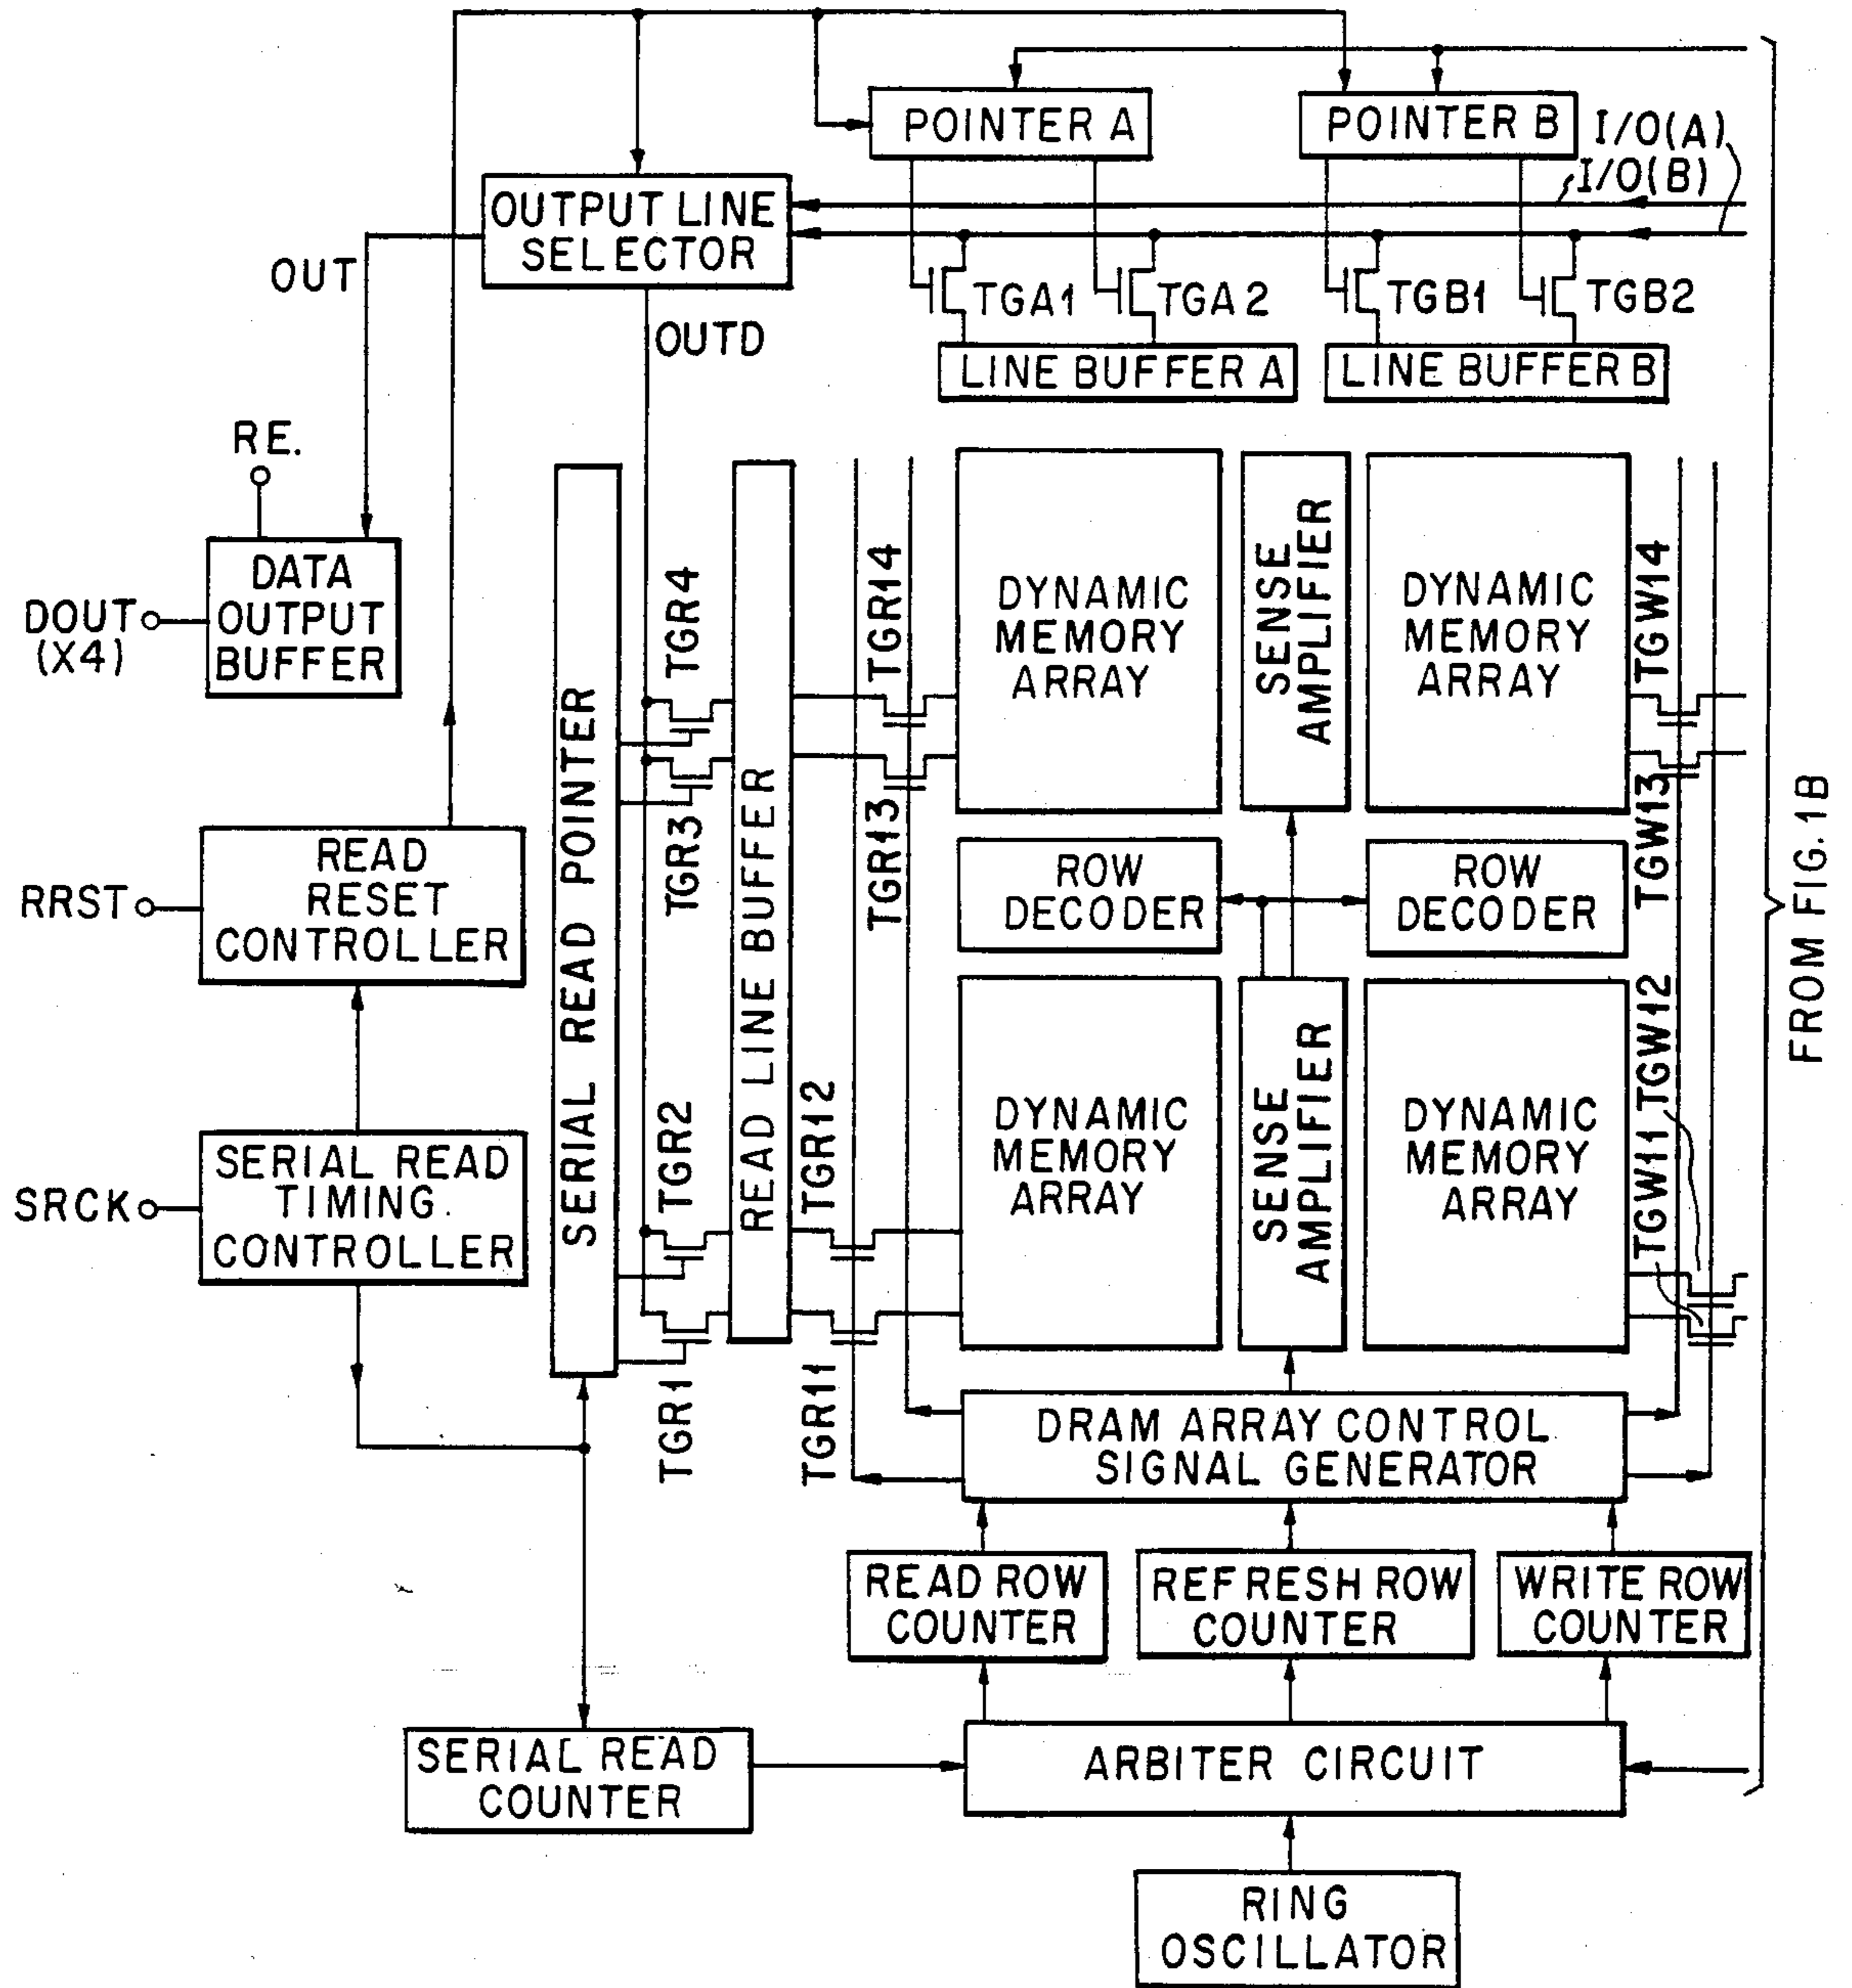 POINTER A
POINTER B
I/O(A)
I/O(B)
OUTPUT LINE
SELECTOR
OUT
OUTD
TGA1
TGA2
TGB1
TGB2
LINE BUFFER A
LINE BUFFER B
RE.
DATA
OUTPUT
BUFFER
DOUT
(X4)
SERIAL READ POINTER
TGR4
TGR3
READ LINE BUFFER
TGR14
TGR13
DYNAMIC
MEMORY
ARRAY
SENSE
AMPLIFIER
DYNAMIC
MEMORY
ARRAY
TGW14
TGW13
FROM FIG. 1B
READ
RESET
CONTROLLER
RRST
ROW
DECODER
ROW
DECODER
SERIAL READ
TIMING.
CONTROLLER
SRCK
TGR2
TGR1
TGR12
TGR11
DYNAMIC
MEMORY
ARRAY
SENSE
AMPLIFIER
DYNAMIC
MEMORY
ARRAY
TGW11
TGW12
DRAM ARRAY CONTROL
SIGNAL GENERATOR
READ ROW
COUNTER
REFRESH ROW
COUNTER
WRITE ROW
COUNTER
SERIAL READ
COUNTER
ARBITER CIRCUIT
RING
OSCILLATOR